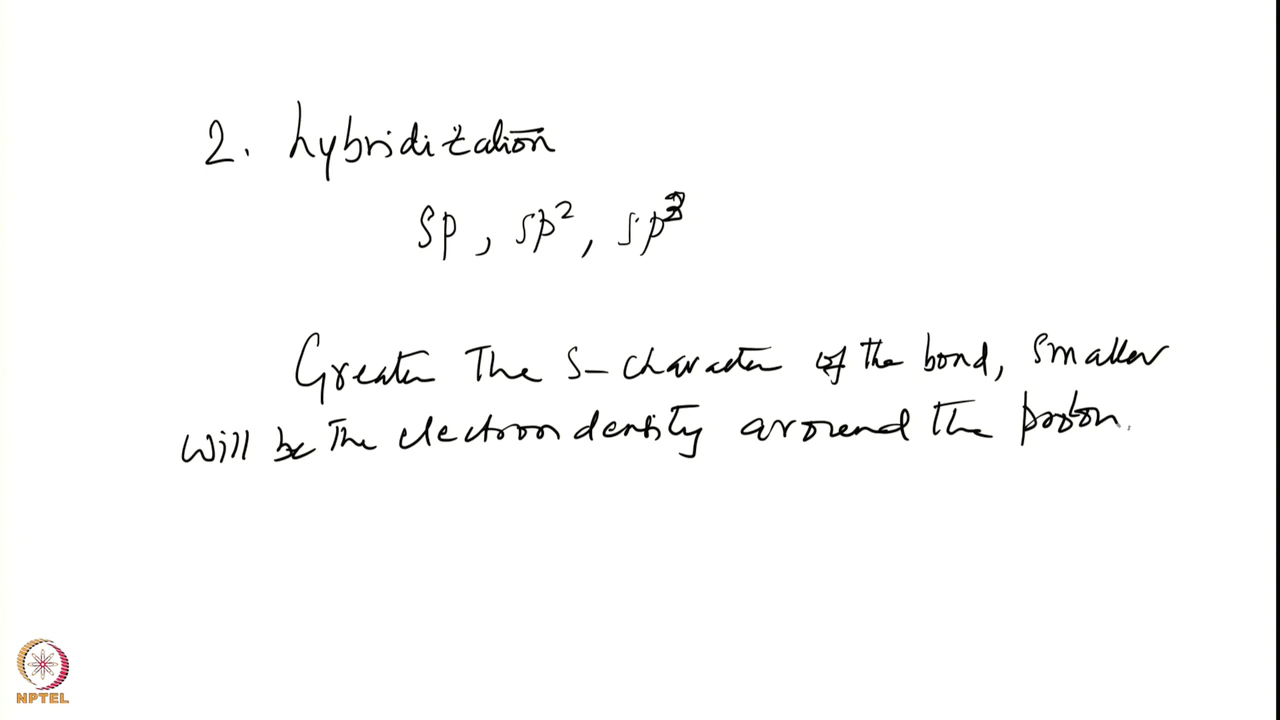 2. hybridization
sp, sp², sp³
Greater The s-character of the bond, smaller
will be The electron density around the proton.
NPTEL